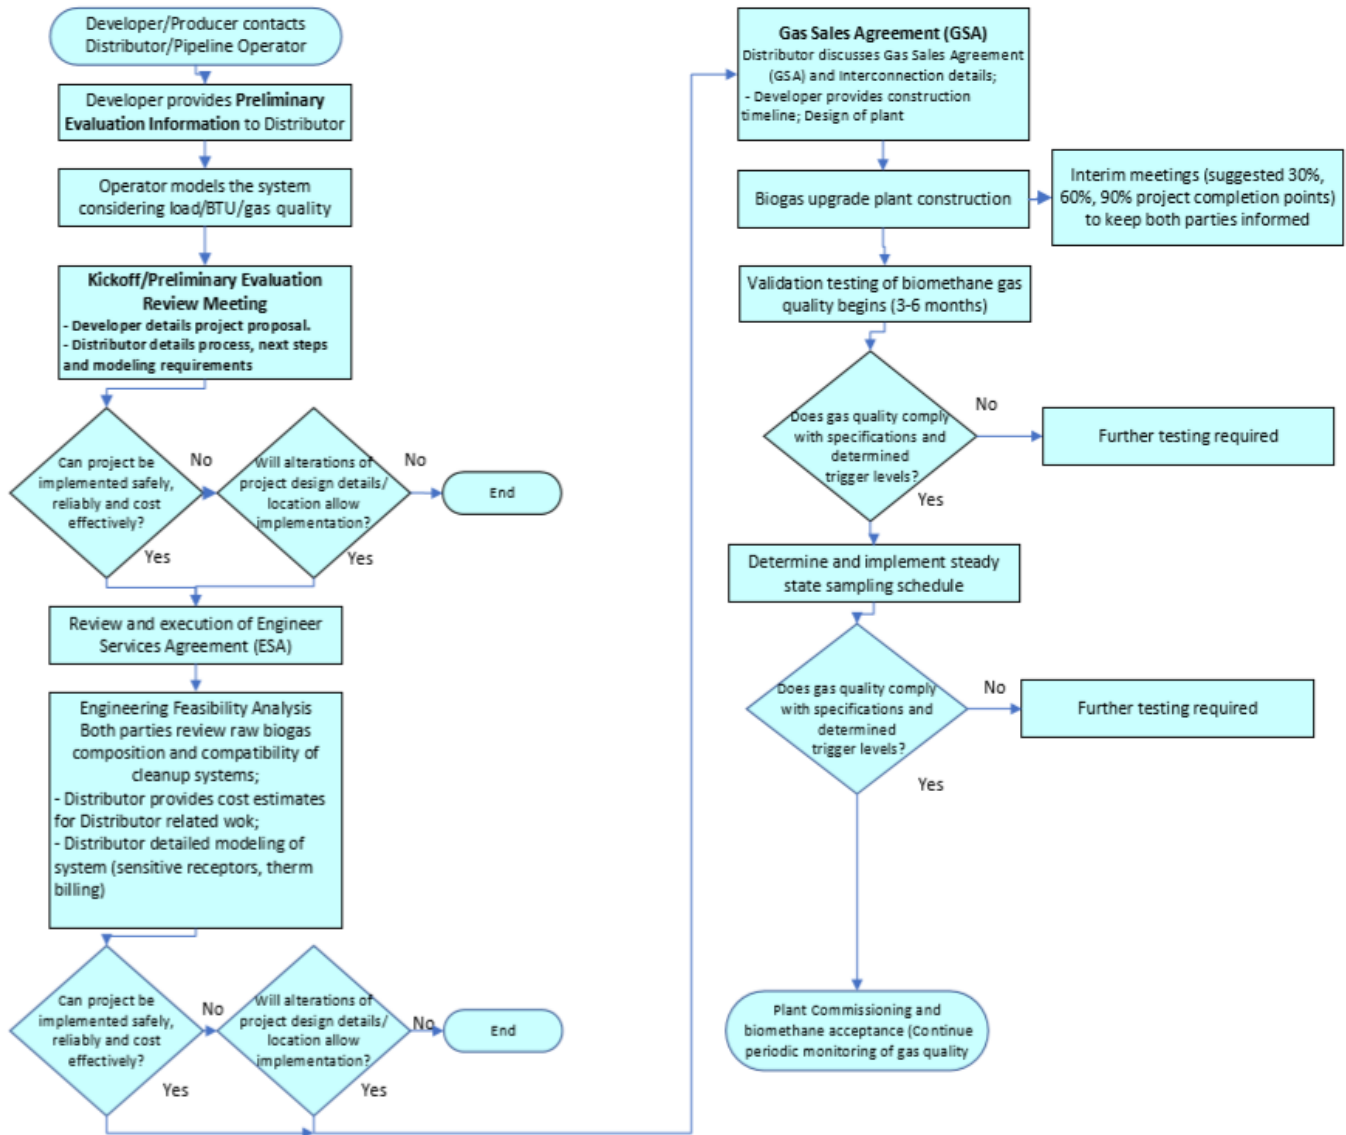 Developer/Producer contacts
Distributor/Pipeline Operator
Developer provides Preliminary
Evaluation Information to Distributor
Operator models the system
considering load/BTU/gas quality
Kickoff/Preliminary Evaluation
Review Meeting
- Developer details project proposal.
- Distributor details process, next steps
and modeling requirements
Can project be
implemented safely,
reliably and cost
effectively?
No
Yes
Will alterations of
project design details/
location allow
implementation?
No
Yes
End
Review and execution of Engineer
Services Agreement (ESA)
Engineering Feasibility Analysis
Both parties review raw biogas
composition and compatibility of
cleanup systems;
- Distributor provides cost estimates
for Distributor related wok;
- Distributor detailed modeling of
system (sensitive receptors, therm
billing)
Can project be
implemented safely,
reliably and cost
effectively?
No
Yes
Will alterations of
project design details/
location allow
implementation?
No
Yes
End
Gas Sales Agreement (GSA)
Distributor discusses Gas Sales Agreement
(GSA) and Interconnection details;
- Developer provides construction
timeline; Design of plant
Biogas upgrade plant construction
Interim meetings (suggested 30%,
60%, 90% project completion points)
to keep both parties informed
Validation testing of biomethane gas
quality begins (3-6 months)
Does gas quality comply
with specifications and
determined
trigger levels?
No
Yes
Further testing required
Determine and implement steady
state sampling schedule
Does gas quality comply
with specifications and
determined
trigger levels?
No
Yes
Further testing required
Plant Commissioning and
biomethane acceptance (Continue
periodic monitoring of gas quality